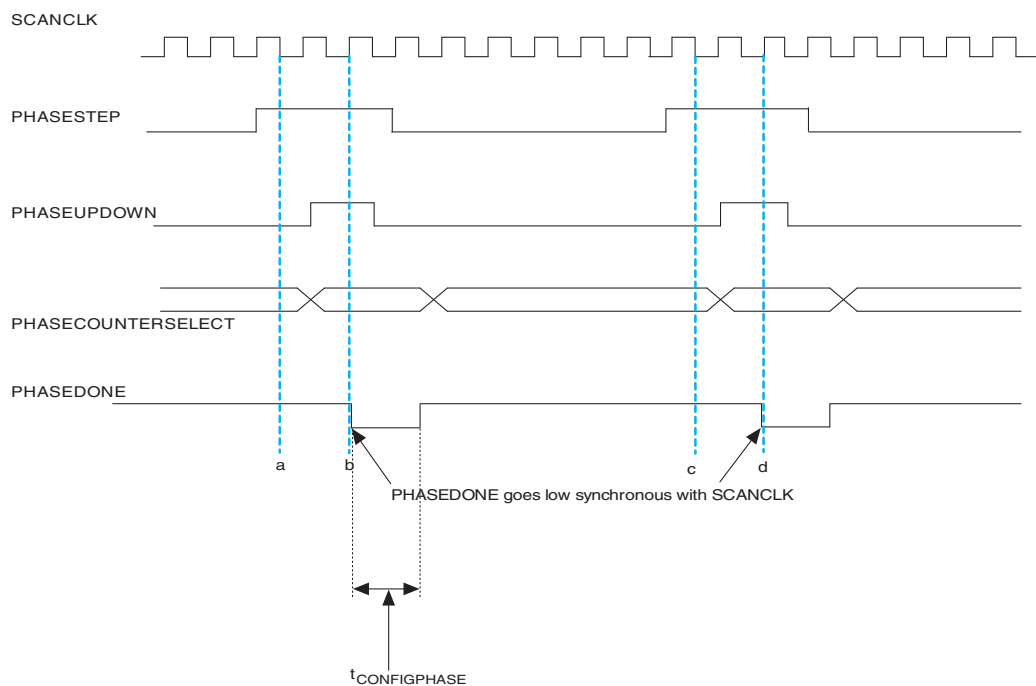 SCANCLK
PHASESTEP
PHASEUPDOWN
PHASECOUNTERSELECT
PHASEDONE
a
b
c
d
PHASEDONE goes low synchronous with SCANCLK
tCONFIGPHASE